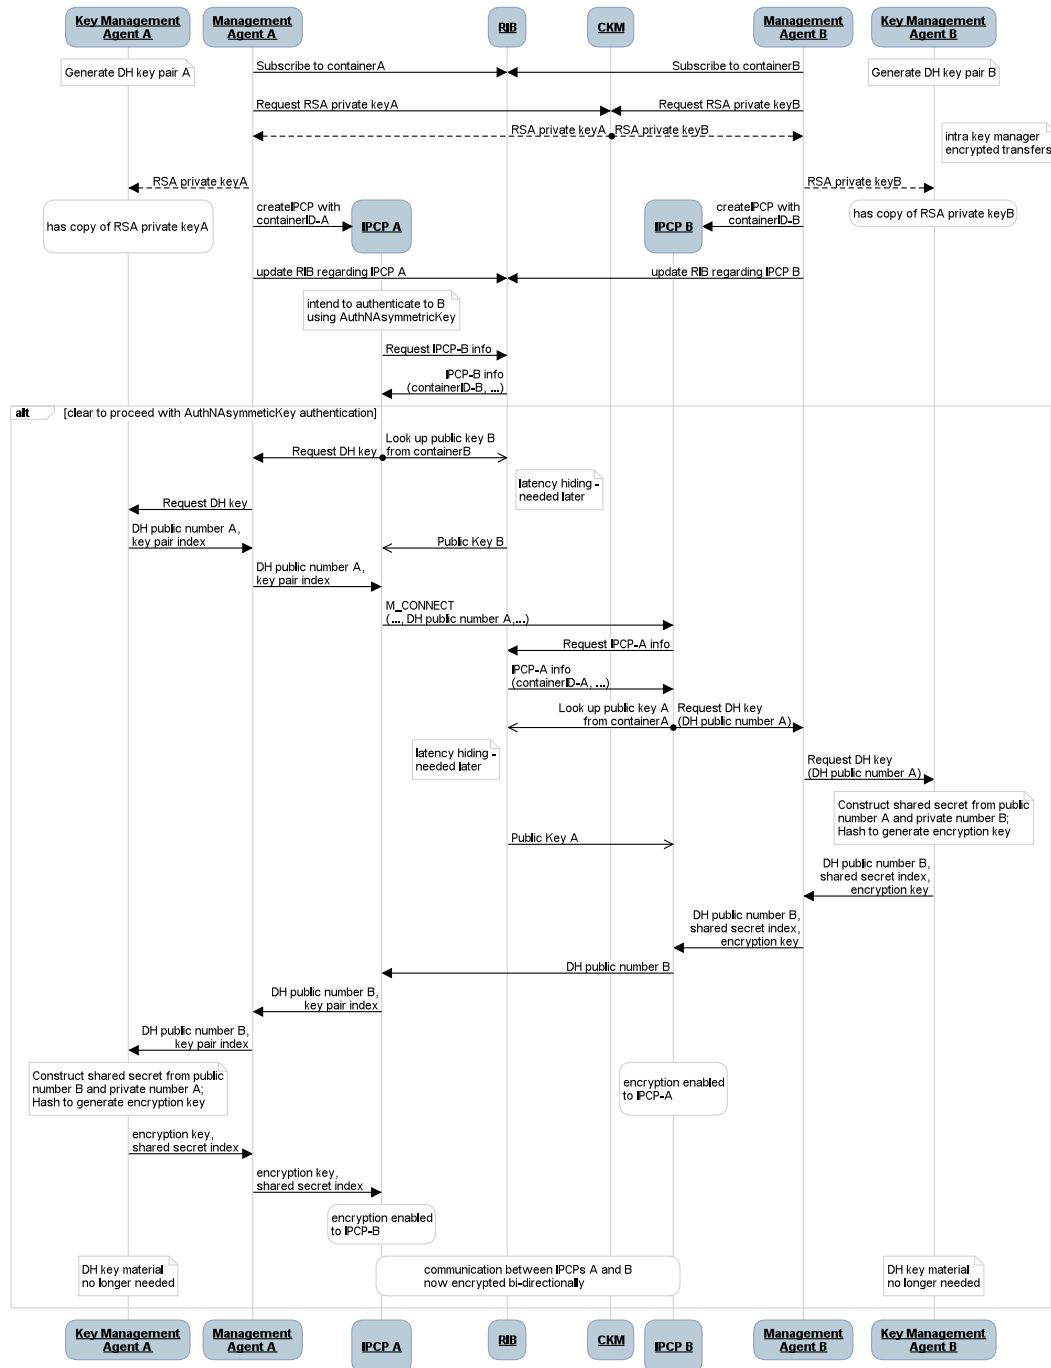 Key Management
Agent A
Management
Agent A
RIB
CKM
Management
Agent B
Key Management
Agent B
Generate DH key pair A
Subscribe to containerA
Subscribe to containerB
Generate DH key pair B
Request RSA private keyA
Request RSA private keyB
RSA private keyA
RSA private keyB
intra key manager
encrypted transfers
RSA private keyA
RSA private keyB
has copy of RSA private keyA
createIPCP with
containerID-A
IPCP A
IPCP B
createIPCP with
containerID-B
has copy of RSA private keyB
update RIB regarding IPCP A
update RIB regarding IPCP B
intend to authenticate to B
using AuthNAsymmetricKey
Request IPCP-B info
IPCP-B info
(containerID-B, ...)
alt
[clear to proceed with AuthNAsymmeticKey authentication]
Request DH key
Look up public key B
from containerB
latency hiding -
needed later
Request DH key
DH public number A,
key pair index
Public Key B
DH public number A,
key pair index
M_CONNECT
(..., DH public number A,...)
Request IPCP-A info
IPCP-A info
(containerID-A, ...)
Look up public key A
from containerA
Request DH key
(DH public number A)
latency hiding -
needed later
Request DH key
(DH public number A)
Construct shared secret from public
number A and private number B;
Hash to generate encryption key
Public Key A
DH public number B,
shared secret index,
encryption key
DH public number B,
shared secret index,
encryption key
DH public number B
DH public number B,
key pair index
DH public number B,
key pair index
Construct shared secret from public
number B and private number A;
Hash to generate encryption key
encryption enabled
to IPCP-A
encryption key,
shared secret index
encryption key,
shared secret index
encryption enabled
to IPCP-B
DH key material
no longer needed
communication between IPCPs A and B
now encrypted bi-directionally
DH key material
no longer needed
Key Management
Agent A
Management
Agent A
IPCP A
RIB
CKM
IPCP B
Management
Agent B
Key Management
Agent B